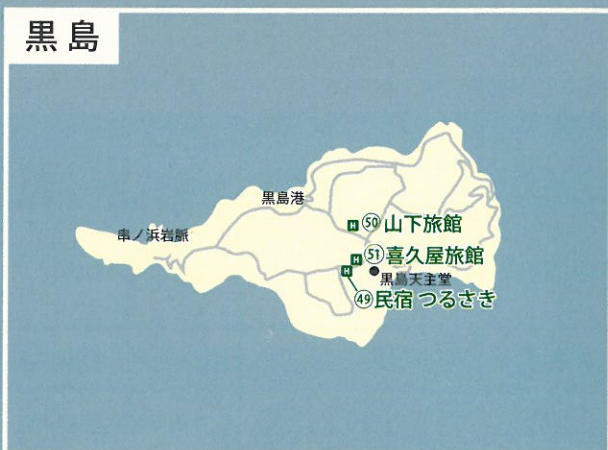 黒島
黒島港
串ノ浜岩脈
H 50 山下旅館
H 51 喜久屋旅館
黒島天主堂
H 49 民宿 つるさき